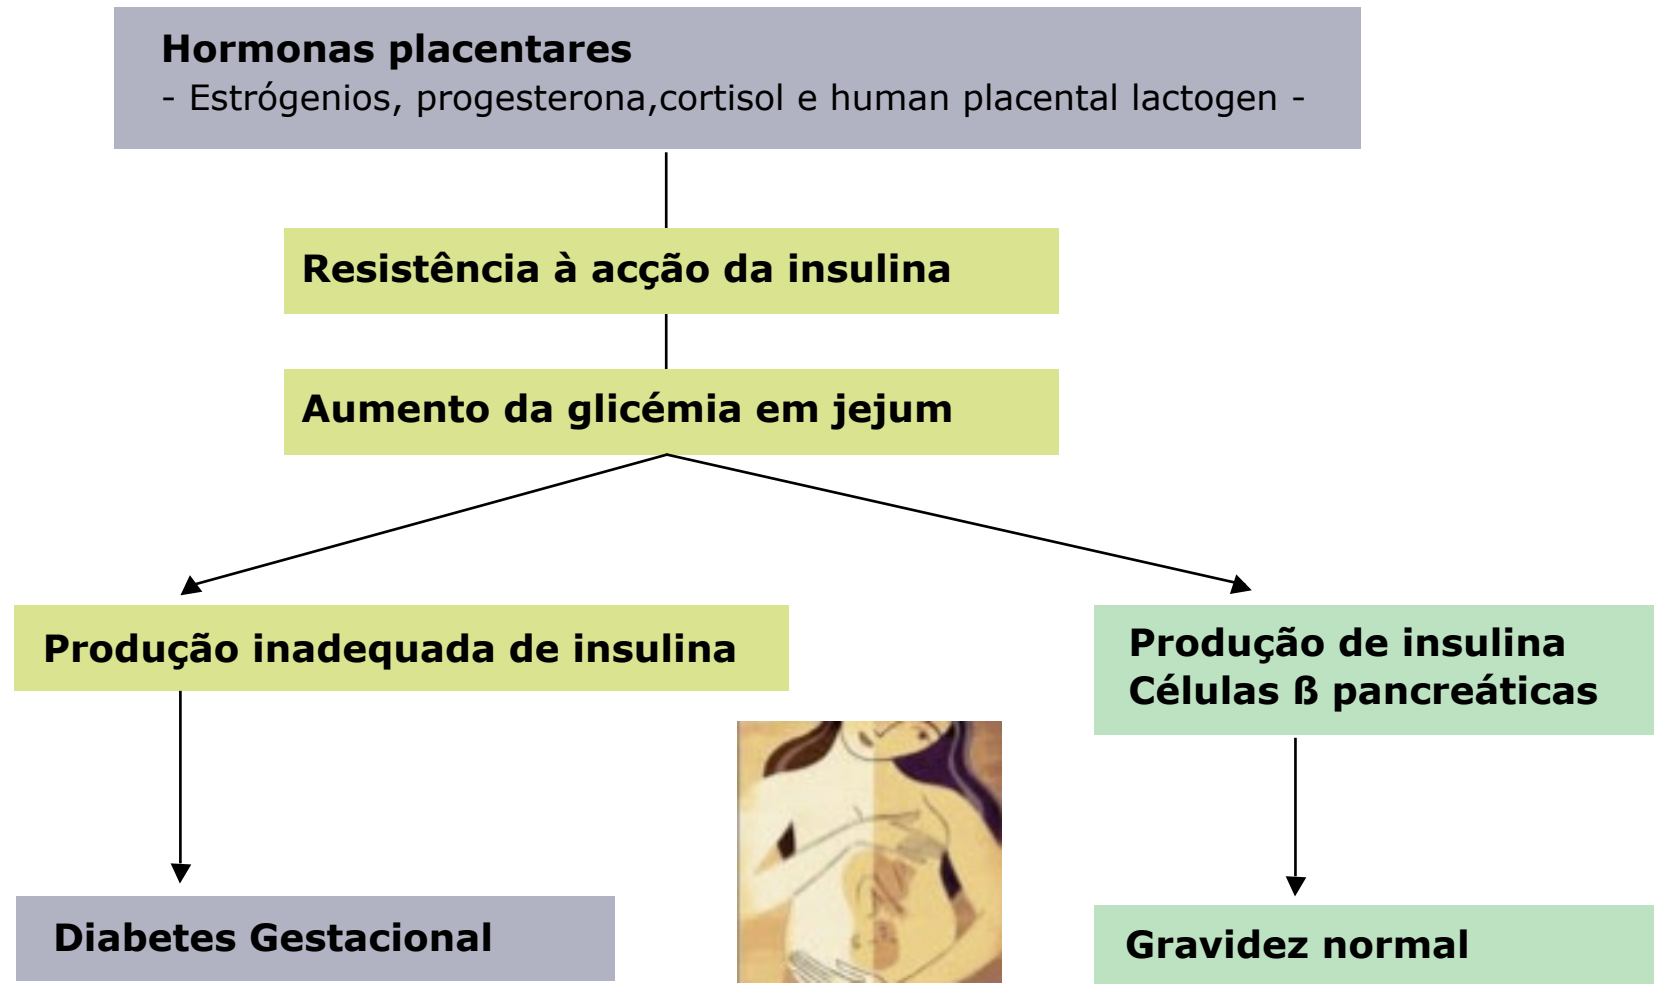 Hormonas placentares
- Estrógenios, progesterona,cortisol e human placental lactogen -
Resistência à acção da insulina
Aumento da glicémia em jejum
Produção inadequada de insulina
Produção de insulina
Células ß pancreáticas
Diabetes Gestacional
Gravidez normal